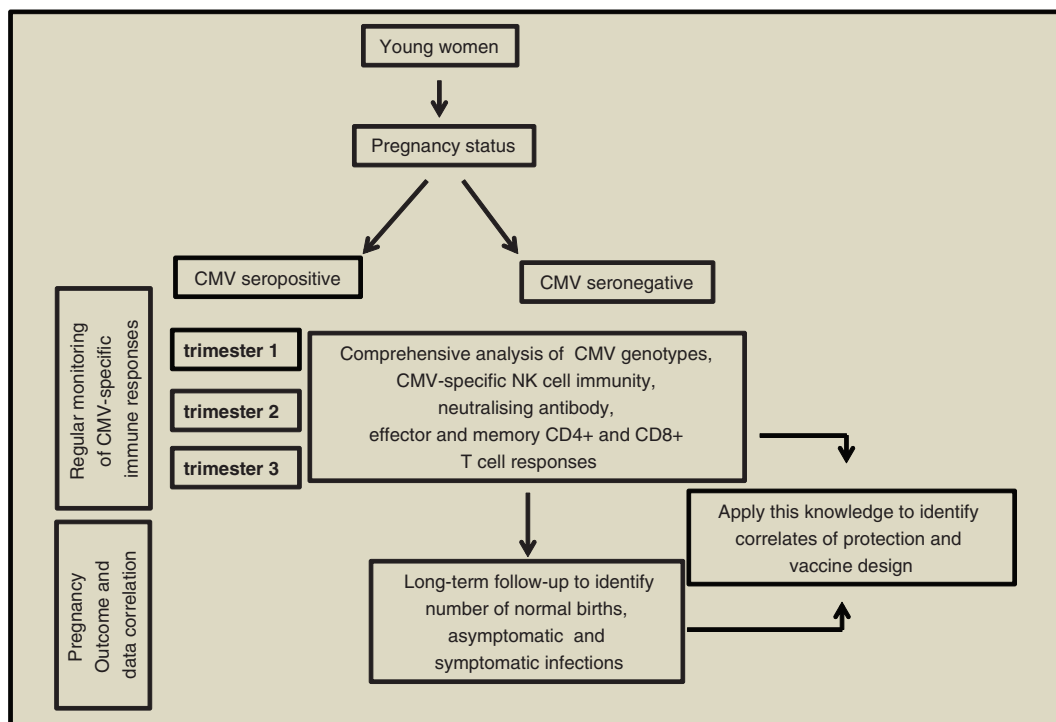 Young women
Pregnancy status
CMV seropositive
CMV seronegative
Regular monitoring
of CMV-specific
immune responses
trimester 1
trimester 2
trimester 3
Comprehensive analysis of CMV genotypes,
CMV-specific NK cell immunity,
neutralising antibody,
effector and memory CD4+ and CD8+
T cell responses
Apply this knowledge to identify
correlates of protection and
vaccine design
Pregnancy
Outcome and
data correlation
Long-term follow-up to identify
number of normal births,
asymptomatic and
symptomatic infections